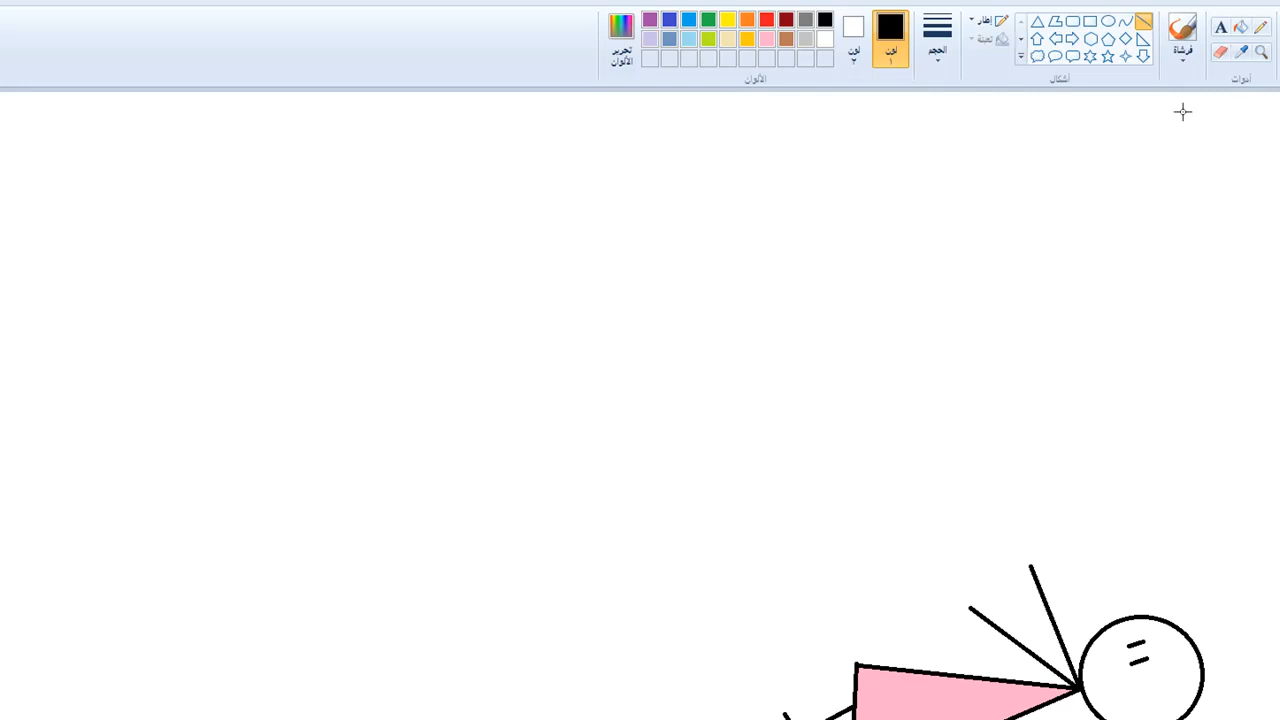 إطار
تعبئة
A
فرشاة
الحجم
لون
١
لون
٢
تحرير
الألوان
أدوات
أشكال
الألوان